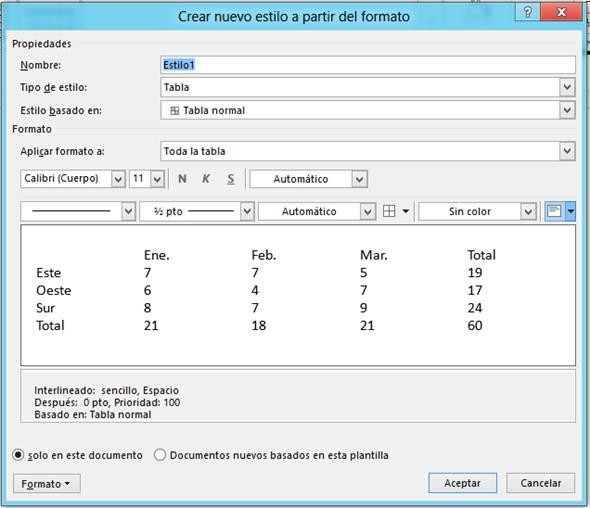 Crear nuevo estilo a partir del formato ? x
Propiedades
Nombre: Estilo1
Tipo de estilo: Tabla
Estilo basado en: Tabla normal
Formato
Aplicar formato a: Toda la tabla
Calibri (Cuerpo) 11 N K S Automático
½ pto Automático Sin color
Ene. Feb. Mar. Total
Este 7 7 5 19
Oeste 6 4 7 17
Sur 8 7 9 24
Total 21 18 21 60
Interlineado: sencillo, Espacio
Después: 0 pto, Prioridad: 100
Basado en: Tabla normal
solo en este documento Documentos nuevos basados en esta plantilla
Formato Aceptar Cancelar